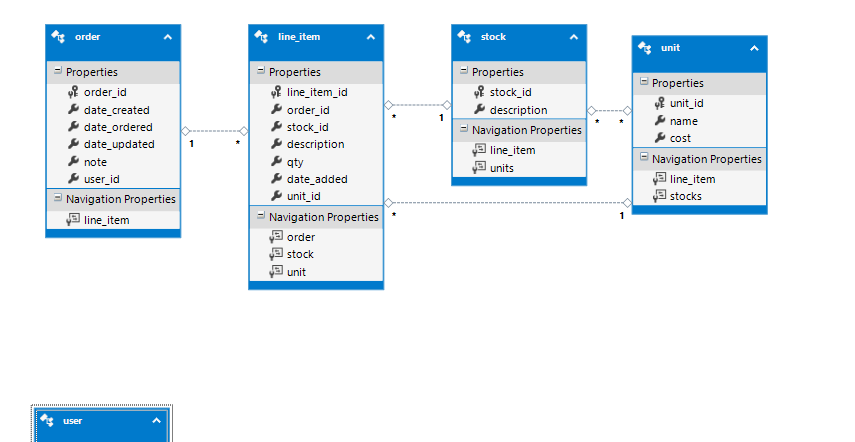 order
Properties
order_id
date_created
date_ordered
date_updated
note
user_id
Navigation Properties
line_item
1
*
line_item
Properties
line_item_id
order_id
stock_id
description
qty
date_added
unit_id
Navigation Properties
order
stock
unit
*
1
*
1
stock
Properties
stock_id
description
Navigation Properties
line_item
units
*
*
unit
Properties
unit_id
name
cost
Navigation Properties
line_item
stocks
user